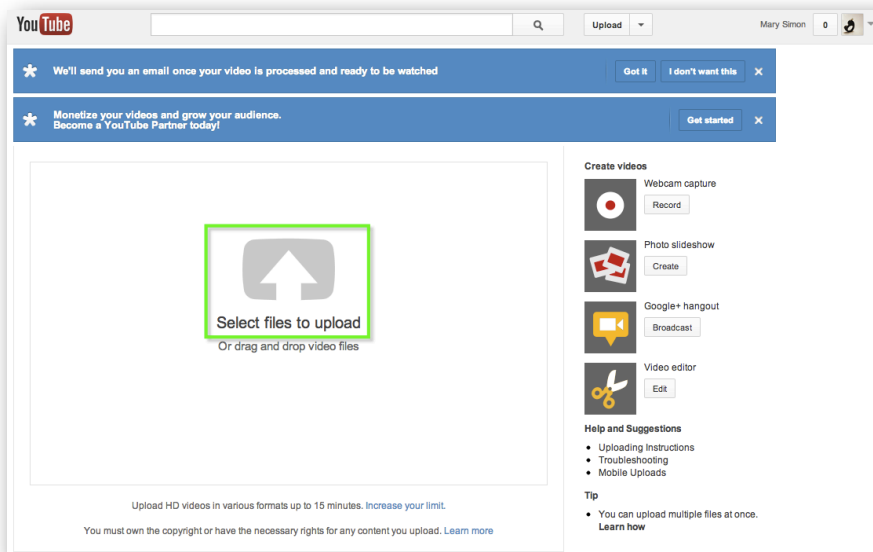 YouTube
Upload
Mary Simon
0
We'll send you an email once your video is processed and ready to be watched
Got it
I don't want this
Monetize your videos and grow your audience.
Become a YouTube Partner today!
Get started
Select files to upload
Or drag and drop video files
Upload HD videos in various formats up to 15 minutes. Increase your limit.
You must own the copyright or have the necessary rights for any content you upload. Learn more
Create videos
Webcam capture
Record
Photo slideshow
Create
Google+ hangout
Broadcast
Video editor
Edit
Help and Suggestions
Uploading Instructions
Troubleshooting
Mobile Uploads
Tip
You can upload multiple files at once.
Learn how